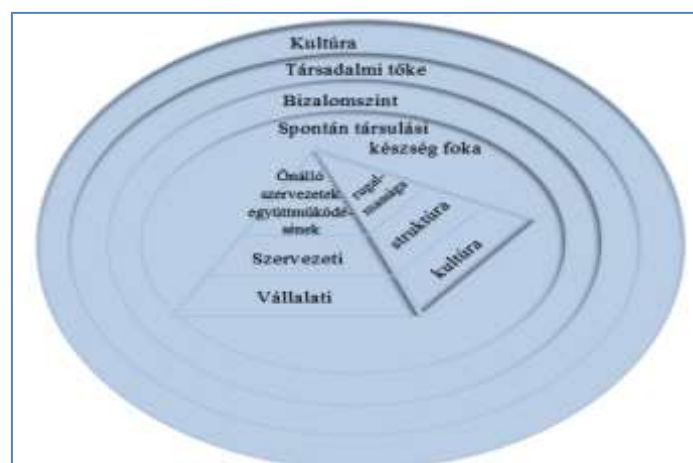 Kultúra
Társadalmi tőke
Bizalomszint
Spontán társulási
készség foka
Önálló
szervezetek
együttműködé-
sének
rugal-
massága
struktúra
Szervezeti
kultúra
Vállalati